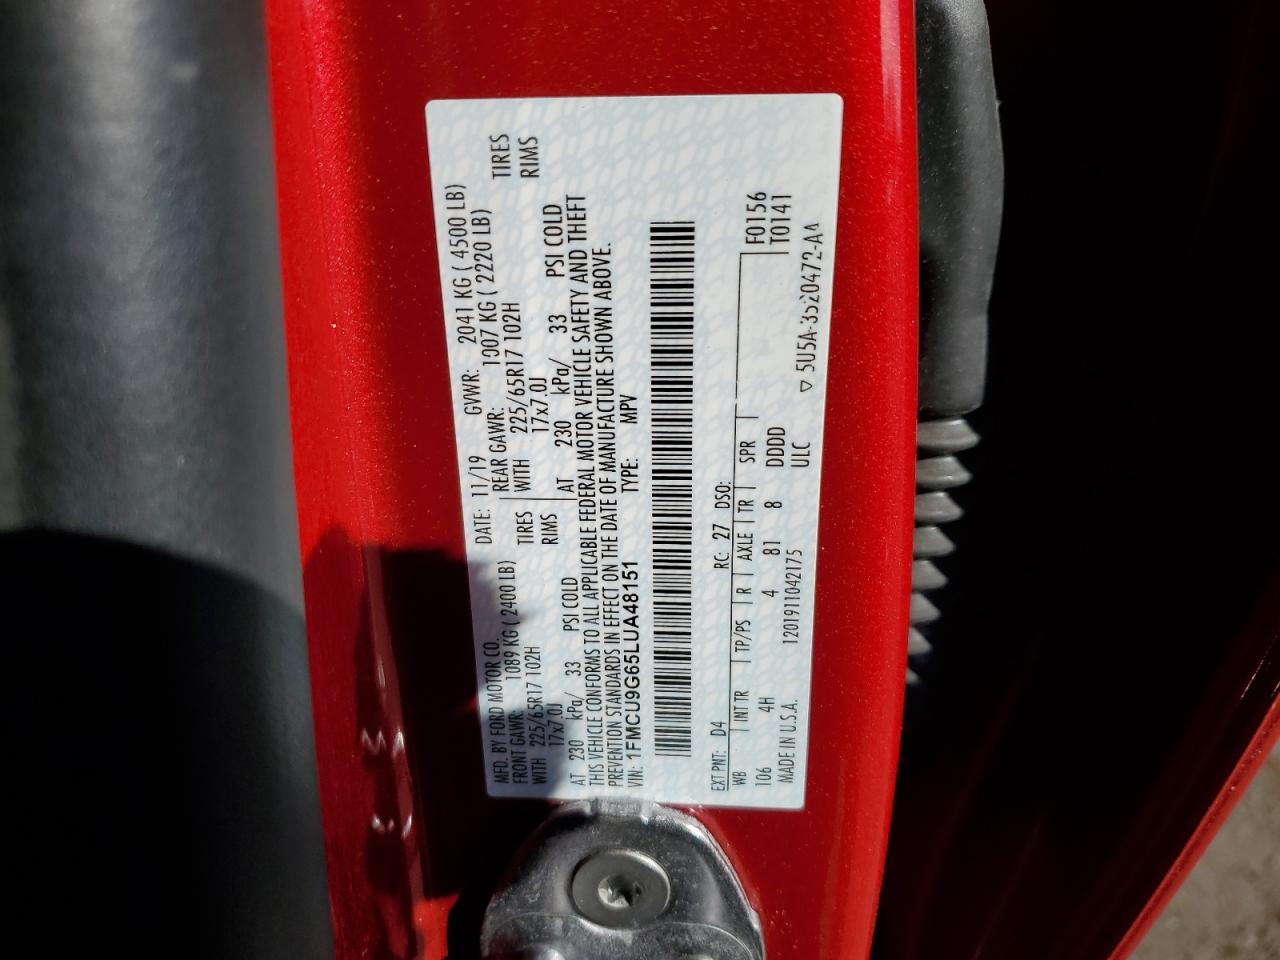 MFD. BY FORD MOTOR CO. DATE: 11/19 GVWR: 2041 KG ( 4500 LB)
FRONT GAWR: 1089 KG ( 2400 LB) REAR GAWR: 1007 KG ( 2220 LB)
WITH 225/65R17 102H TIRES WITH 225/65R17 102H TIRES
17x7.0J RIMS 17x7.0J RIMS
AT 230 kPa/ 33 PSI COLD AT 230 kPa/ 33 PSI COLD
THIS VEHICLE CONFORMS TO ALL APPLICABLE FEDERAL MOTOR VEHICLE SAFETY AND THEFT
PREVENTION STANDARDS IN EFFECT ON THE DATE OF MANUFACTURE SHOWN ABOVE.
VIN: 1FMCU9G65LUA48151 TYPE: MPV
EXT PNT: D4 RC: 27 DSO: F0156
WB INT TR TP/PS R AXLE TR SPR T0141
106 4H 4 81 8 DDDD
MADE IN U.S.A. 1201911042175 ULC ▽ 5U5A-3520472-AA